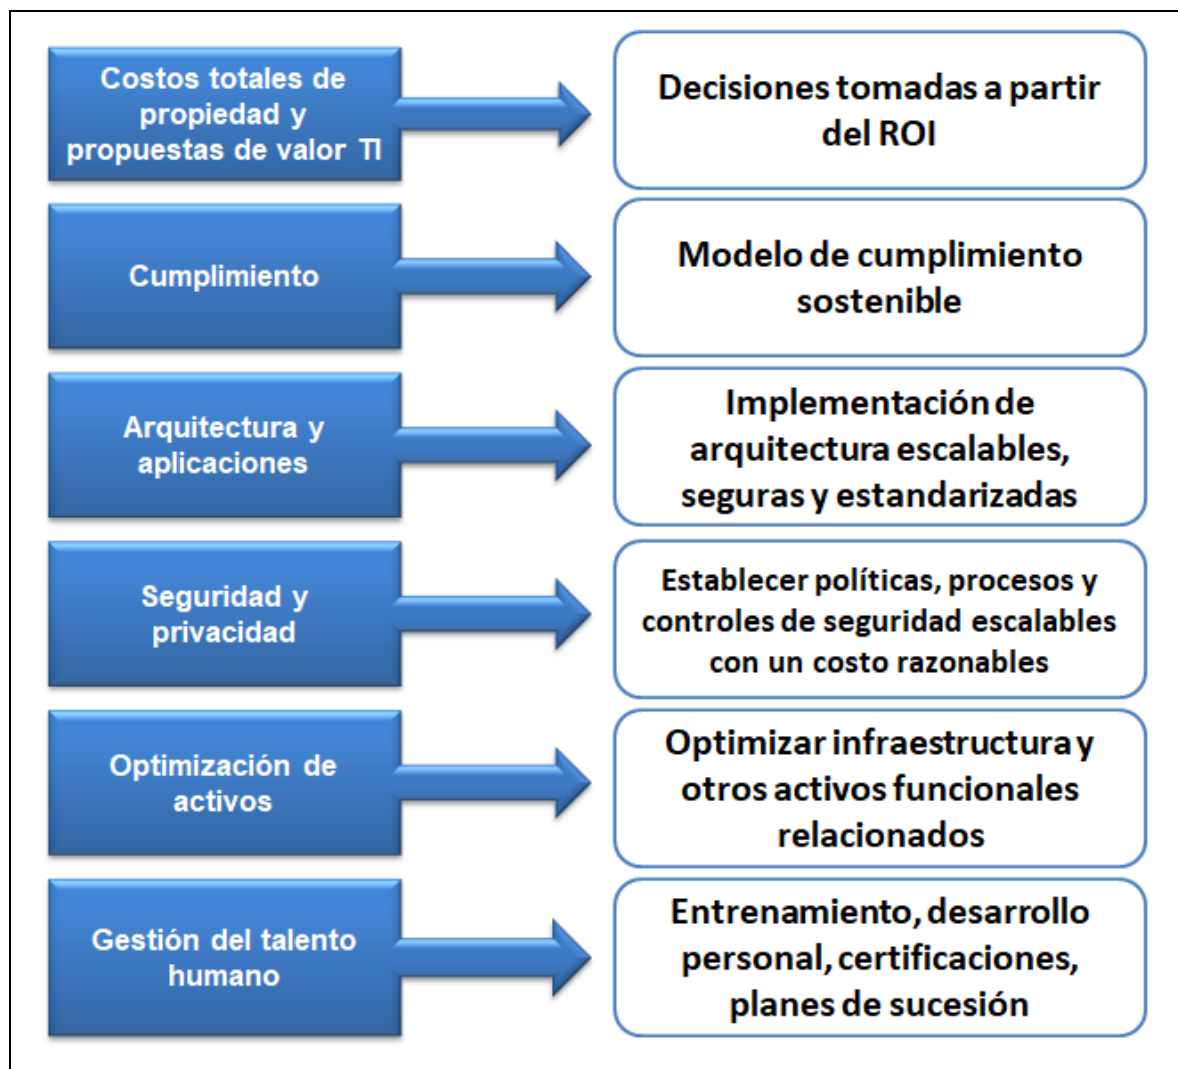 Costos totales de
propiedad y
propuestas de valor TI
Decisiones tomadas a partir
del ROI
Cumplimiento
Modelo de cumplimiento
sostenible
Arquitectura y
aplicaciones
Implementación de
arquitectura escalables,
seguras y estandarizadas
Seguridad y
privacidad
Establecer políticas, procesos y
controles de seguridad escalables
con un costo razonables
Optimización de
activos
Optimizar infraestructura y
otros activos funcionales
relacionados
Gestión del talento
humano
Entrenamiento, desarrollo
personal, certificaciones,
planes de sucesión